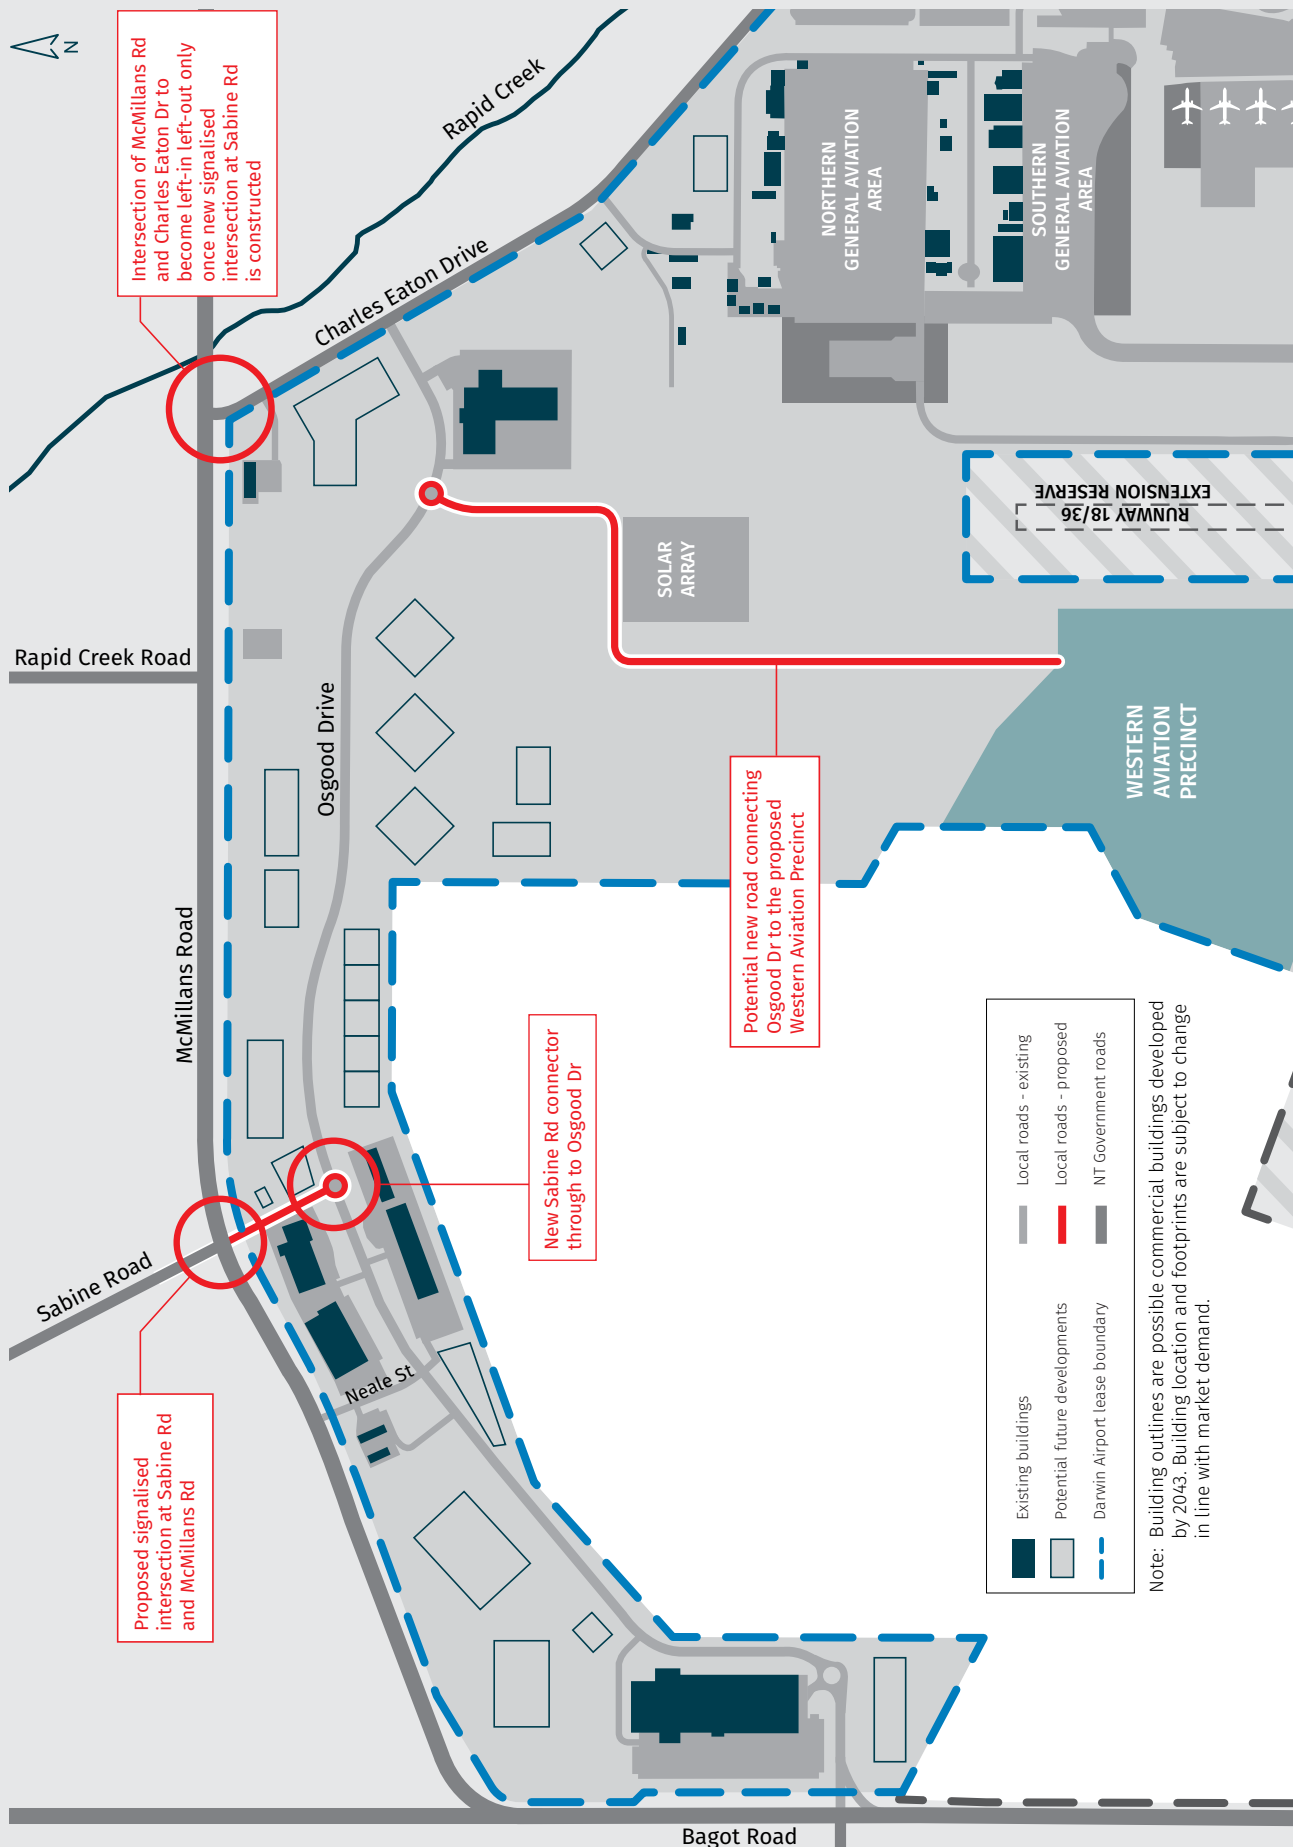 N
Proposed signalised
intersection at Sabine Rd
and McMillans Rd
Intersection of McMillans Rd
and Charles Eaton Dr to
become left-in left-out only
once new signalised
intersection at Sabine Rd
is constructed
Sabine Road
McMillans Road
Rapid Creek Road
Rapid Creek
Charles Eaton Drive
Osgood Drive
Neale St
Bagot Road
New Sabine Rd connector
through to Osgood Dr
Potential new road connecting
Osgood Dr to the proposed
Western Aviation Precinct
SOLAR
ARRAY
NORTHERN
GENERAL AVIATION
AREA
SOUTHERN
GENERAL AVIATION
AREA
RUNWAY 18/36
EXTENSION RESERVE
WESTERN
AVIATION
PRECINCT
Existing buildings
Potential future developments
Darwin Airport lease boundary
Local roads - existing
Local roads - proposed
NT Government roads
Note: Building outlines are possible commercial buildings developed
by 2043. Building location and footprints are subject to change
in line with market demand.